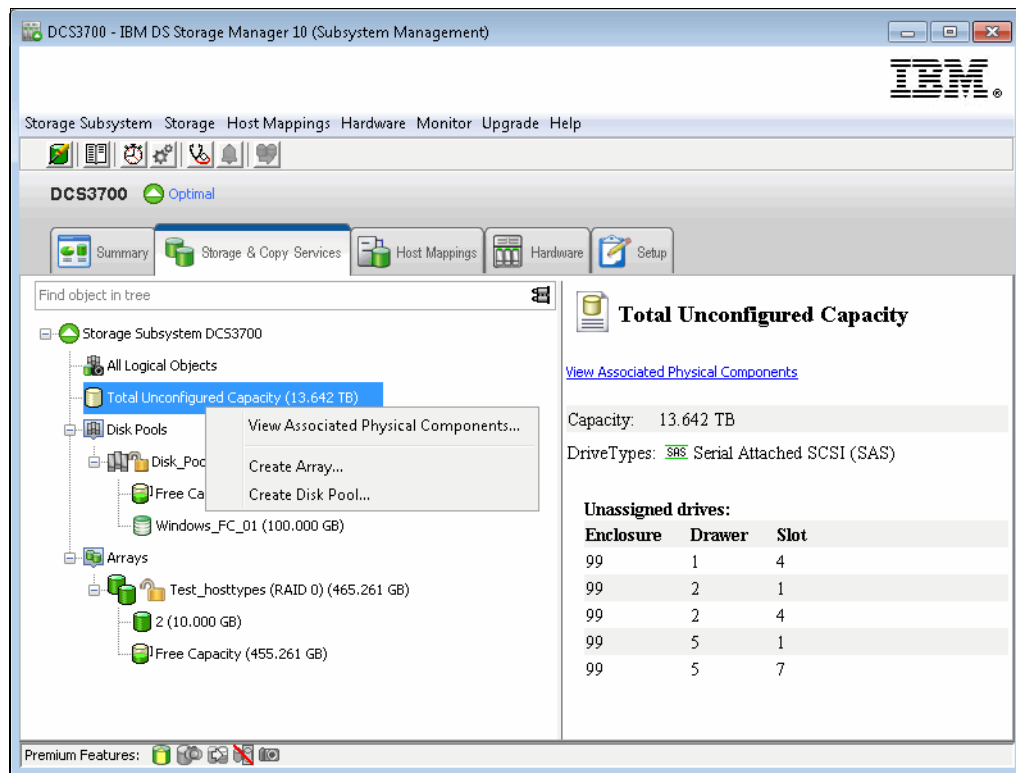 DCS3700 - IBM DS Storage Manager 10 (Subsystem Management)
IBM®
Storage Subsystem Storage Host Mappings Hardware Monitor Upgrade Help
DCS3700 Optimal
Summary Storage & Copy Services Host Mappings Hardware Setup
Find object in tree
Storage Subsystem DCS3700
All Logical Objects
Total Unconfigured Capacity (13.642 TB)
Disk Pools
Disk_Poo
Free Ca
Windows_FC_01 (100.000 GB)
Arrays
Test_hosttypes (RAID 0) (465.261 GB)
2 (10.000 GB)
Free Capacity (455.261 GB)
View Associated Physical Components...
Create Array...
Create Disk Pool...
Total Unconfigured Capacity
View Associated Physical Components
Capacity: 13.642 TB
DriveTypes: SAS Serial Attached SCSI (SAS)
Unassigned drives:
Enclosure Drawer Slot
99 1 4
99 2 1
99 2 4
99 5 1
99 5 7
Premium Features: